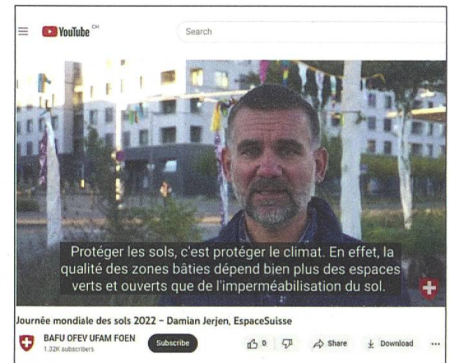 YouTube CH
Search
Protéger les sols, c'est protéger le climat. En effet, la
qualité des zones bâties dépend bien plus des espaces
verts et ouverts que de l'imperméabilisation du sol.
Journée mondiale des sols 2022 – Damian Jerjen, EspaceSuisse
BAFU OFEV UFAM FOEN
1.02K subscribers
Subscribe
0
Share
Download